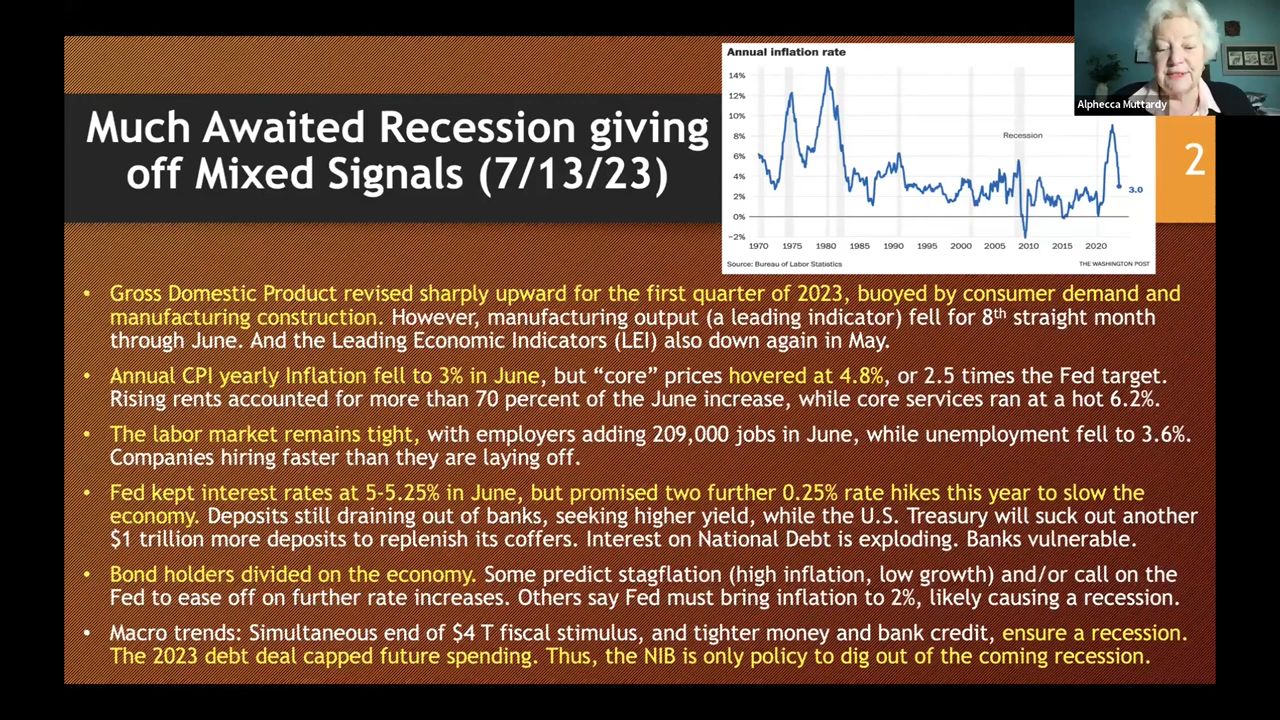 Annual inflation rate
14%
12%
10%
8%
6%
4%
2%
0%
−2%
Recession
3.0
1970 1975 1980 1985 1990 1995 2000 2005 2010 2015 2020
Source: Bureau of Labor Statistics THE WASHINGTON POST
Alphecca Muttardy
2
Much Awaited Recession giving
off Mixed Signals (7/13/23)
• Gross Domestic Product revised sharply upward for the first quarter of 2023, buoyed by consumer demand and
manufacturing construction. However, manufacturing output (a leading indicator) fell for 8th straight month
through June. And the Leading Economic Indicators (LEI) also down again in May.
• Annual CPI yearly Inflation fell to 3% in June, but “core” prices hovered at 4.8%, or 2.5 times the Fed target.
Rising rents accounted for more than 70 percent of the June increase, while core services ran at a hot 6.2%.
• The labor market remains tight, with employers adding 209,000 jobs in June, while unemployment fell to 3.6%.
Companies hiring faster than they are laying off.
• Fed kept interest rates at 5-5.25% in June, but promised two further 0.25% rate hikes this year to slow the
economy. Deposits still draining out of banks, seeking higher yield, while the U.S. Treasury will suck out another
$1 trillion more deposits to replenish its coffers. Interest on National Debt is exploding. Banks vulnerable.
• Bond holders divided on the economy. Some predict stagflation (high inflation, low growth) and/or call on the
Fed to ease off on further rate increases. Others say Fed must bring inflation to 2%, likely causing a recession.
• Macro trends: Simultaneous end of $4 T fiscal stimulus, and tighter money and bank credit, ensure a recession.
The 2023 debt deal capped future spending. Thus, the NIB is only policy to dig out of the coming recession.